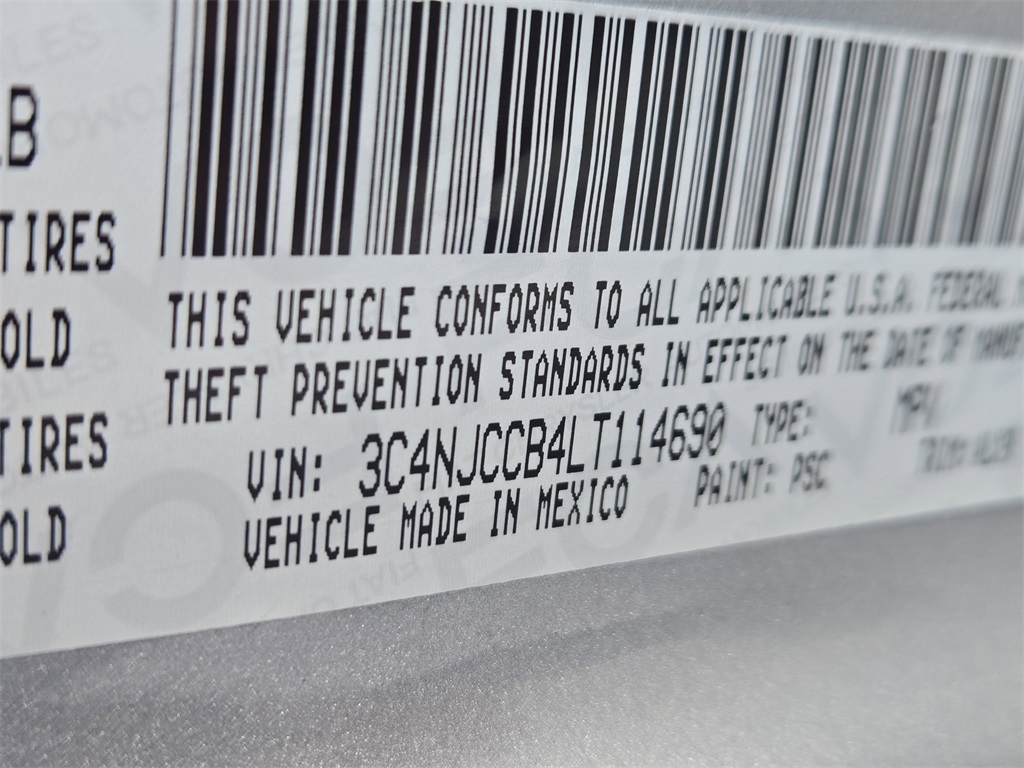 B
TIRES
OLD
TIRES
OLD
THIS VEHICLE CONFORMS TO ALL APPLICABLE U.S.A. FEDERAL
THEFT PREVENTION STANDARDS IN EFFECT ON THE DATE OF
VIN: 3C4NJCCB4LT114690 TYPE: MPV
VEHICLE MADE IN MEXICO PAINT: PSC TRIM: